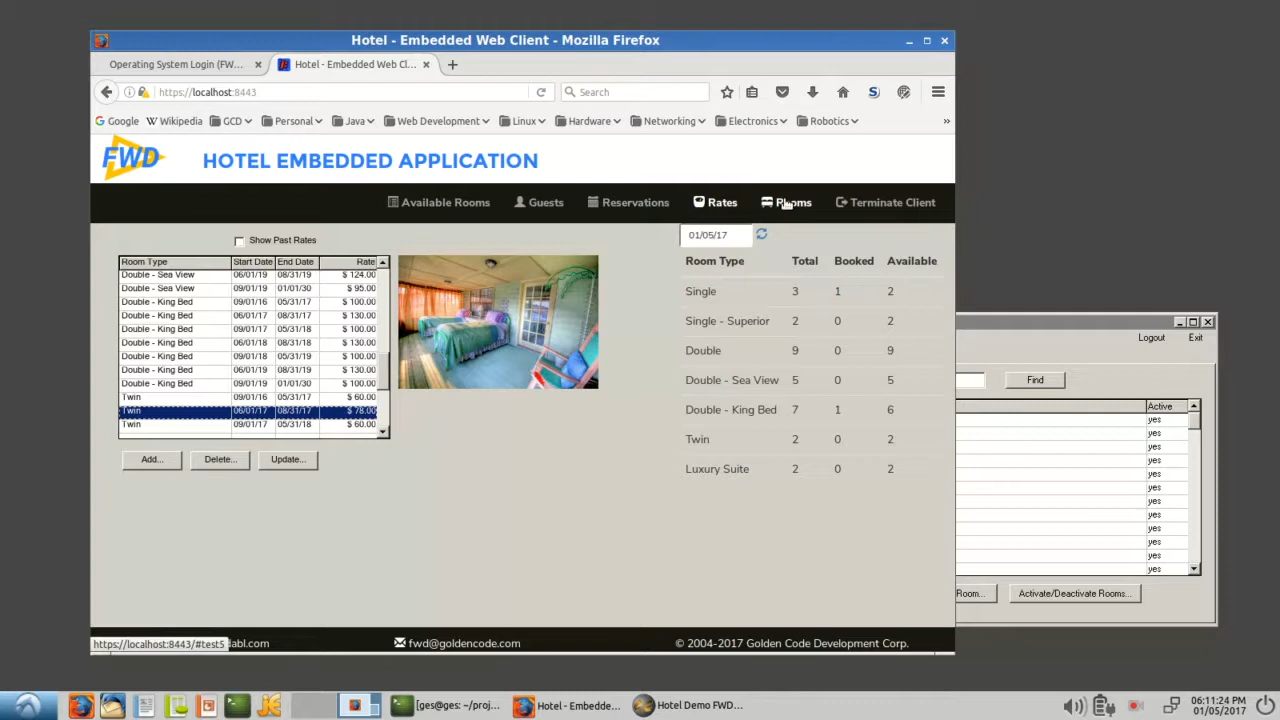 Hotel - Embedded Web Client - Mozilla Firefox
Operating System Login (FW... × Hotel - Embedded Web Cl... ×
https://localhost:8443 Search
Google Wikipedia GCD Personal Java Web Development Linux Hardware Networking Electronics Robotics »
FWD HOTEL EMBEDDED APPLICATION
Available Rooms Guests Reservations Rates Rooms Terminate Client
Show Past Rates
01/05/17
Room Type Start Date End Date Rate
Double - Sea View 06/01/19 08/31/19 $ 124.00
Double - Sea View 09/01/19 01/01/30 $ 95.00
Double - King Bed 09/01/16 05/31/17 $ 100.00
Double - King Bed 06/01/17 08/31/17 $ 130.00
Double - King Bed 09/01/17 05/31/18 $ 100.00
Double - King Bed 06/01/18 08/31/18 $ 130.00
Double - King Bed 09/01/18 05/31/19 $ 100.00
Double - King Bed 06/01/19 08/31/19 $ 130.00
Double - King Bed 09/01/19 01/01/30 $ 100.00
Twin 09/01/16 05/31/17 $ 60.00
Twin 06/01/17 08/31/17 $ 78.00
Twin 09/01/17 05/31/18 $ 60.00
Add... Delete... Update...
Room Type Total Booked Available
Single 3 1 2
Single - Superior 2 0 2
Double 9 0 9
Double - Sea View 5 0 5
Double - King Bed 7 1 6
Twin 2 0 2
Luxury Suite 2 0 2
Logout Exit
Find
Active
yes
yes
yes
yes
yes
yes
yes
yes
yes
yes
yes
yes
Room... Activate/Deactivate Rooms...
https://localhost:8443/#test5 dabl.com fwd@goldencode.com © 2004-2017 Golden Code Development Corp.
[ges@ges: ~/proj... Hotel - Embedde... Hotel Demo FWD...
06:11:24 PM
01/05/2017